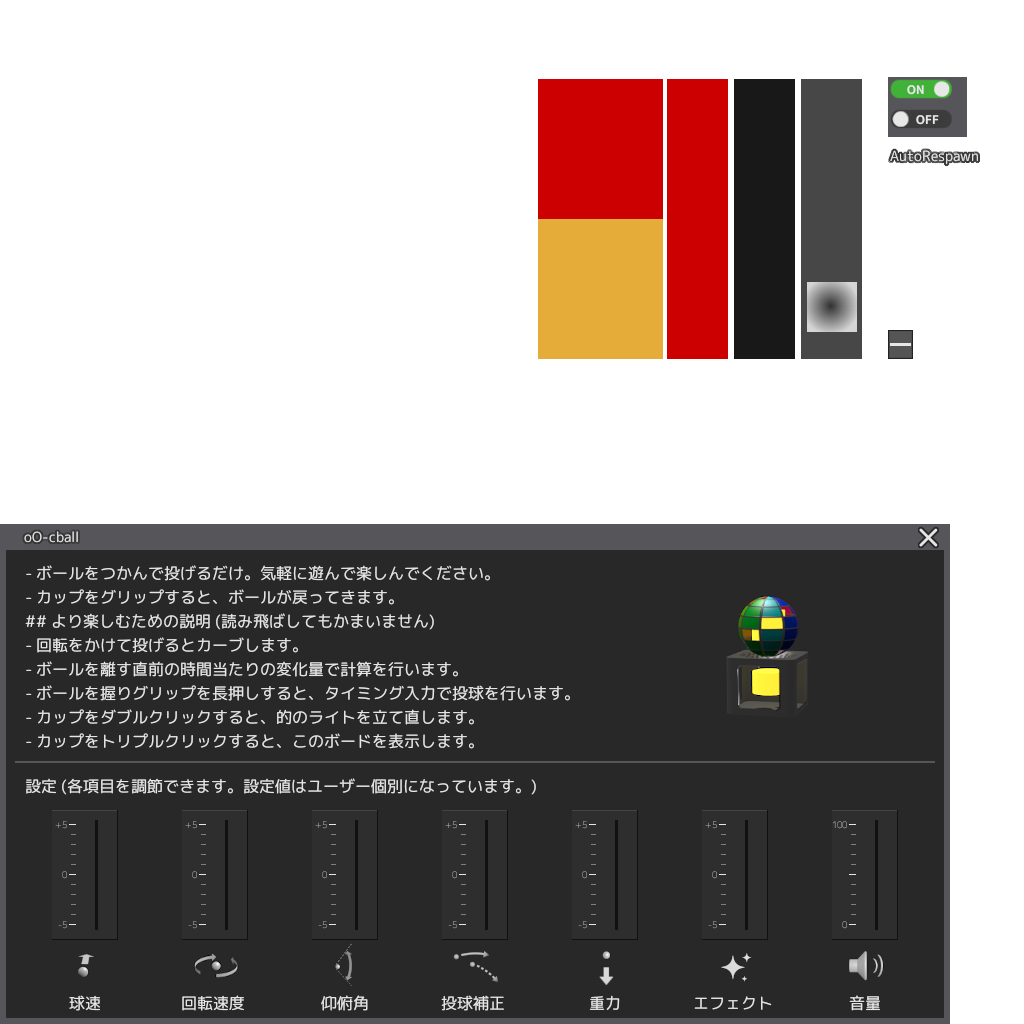 ON
OFF
AutoRespawn
oO-cball
- ボールをつかんで投げるだけ。気軽に遊んで楽しんでください。
- カップをグリップすると、ボールが戻ってきます。
## より楽しむための説明 (読み飛ばしてもかまいません)
- 回転をかけて投げるとカーブします。
- ボールを離す直前の時間当たりの変化量で計算を行います。
- ボールを握りグリップを長押しすると、タイミング入力で投球を行います。
- カップをダブルクリックすると、的のライトを立て直します。
- カップをトリプルクリックすると、このボードを表示します。
設定 (各項目を調節できます。設定値はユーザー個別になっています。)
+5 +5 +5 +5 +5 +5 100
0 0 0 0 0 0
-5 -5 -5 -5 -5 -5 0
球速 回転速度 仰俯角 投球補正 重力 エフェクト 音量